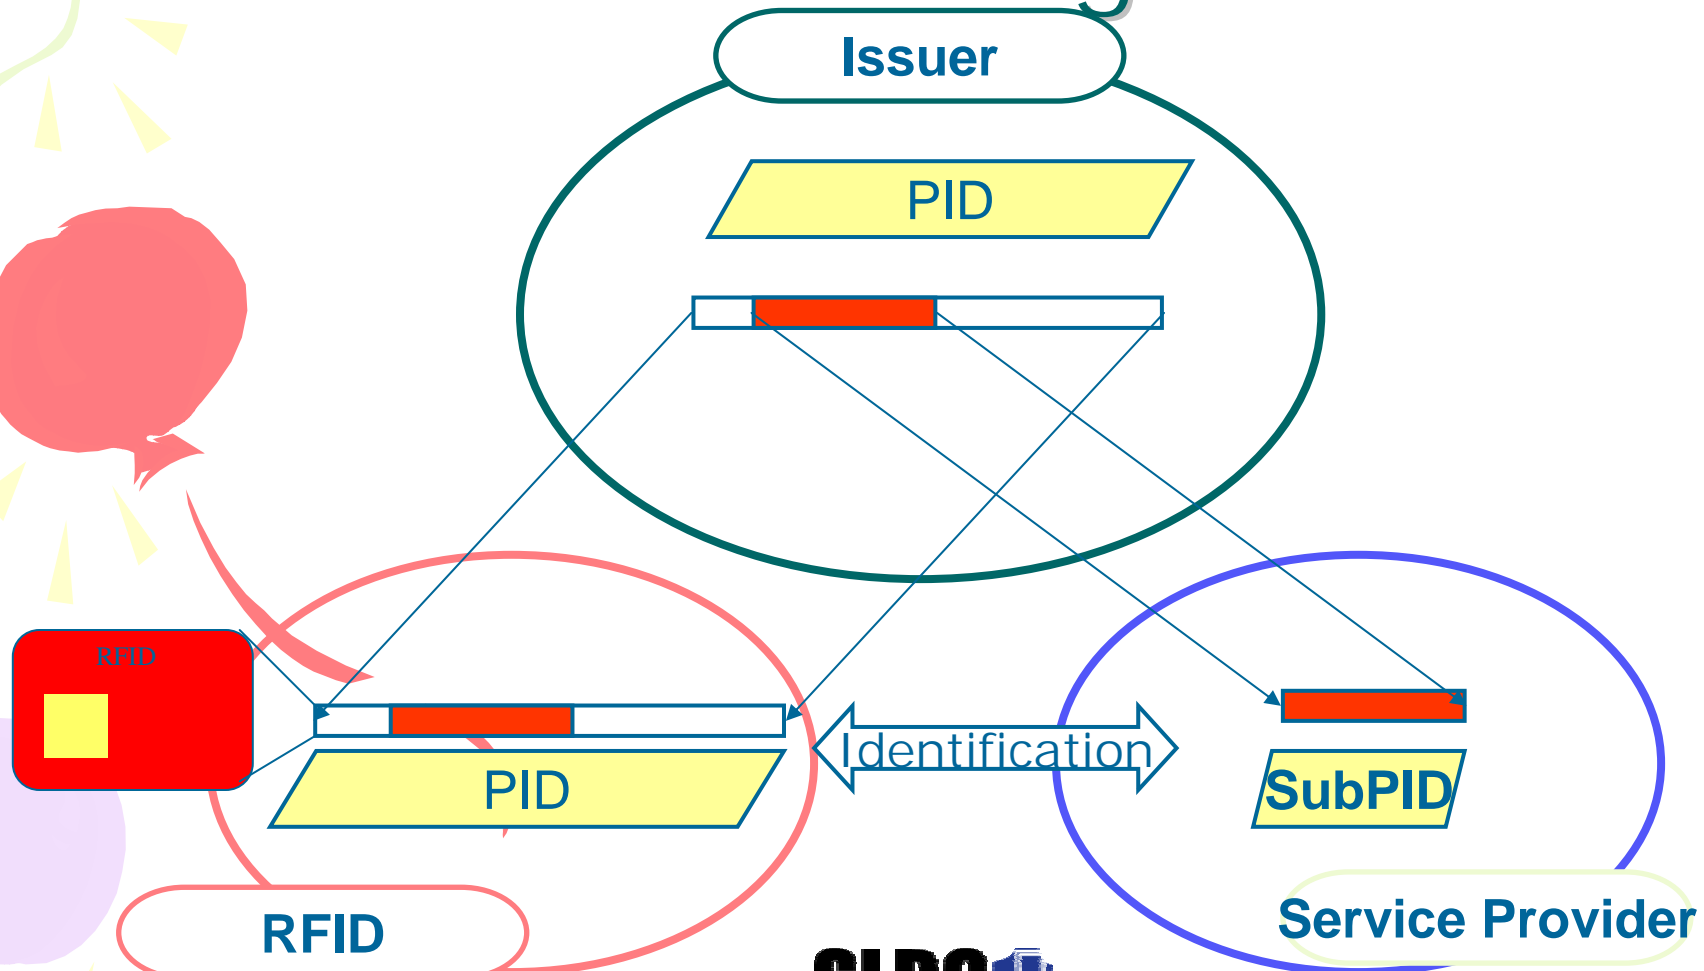 Issuer
PID
RFID
Identification
PID
SubPID
RFID
Service Provider